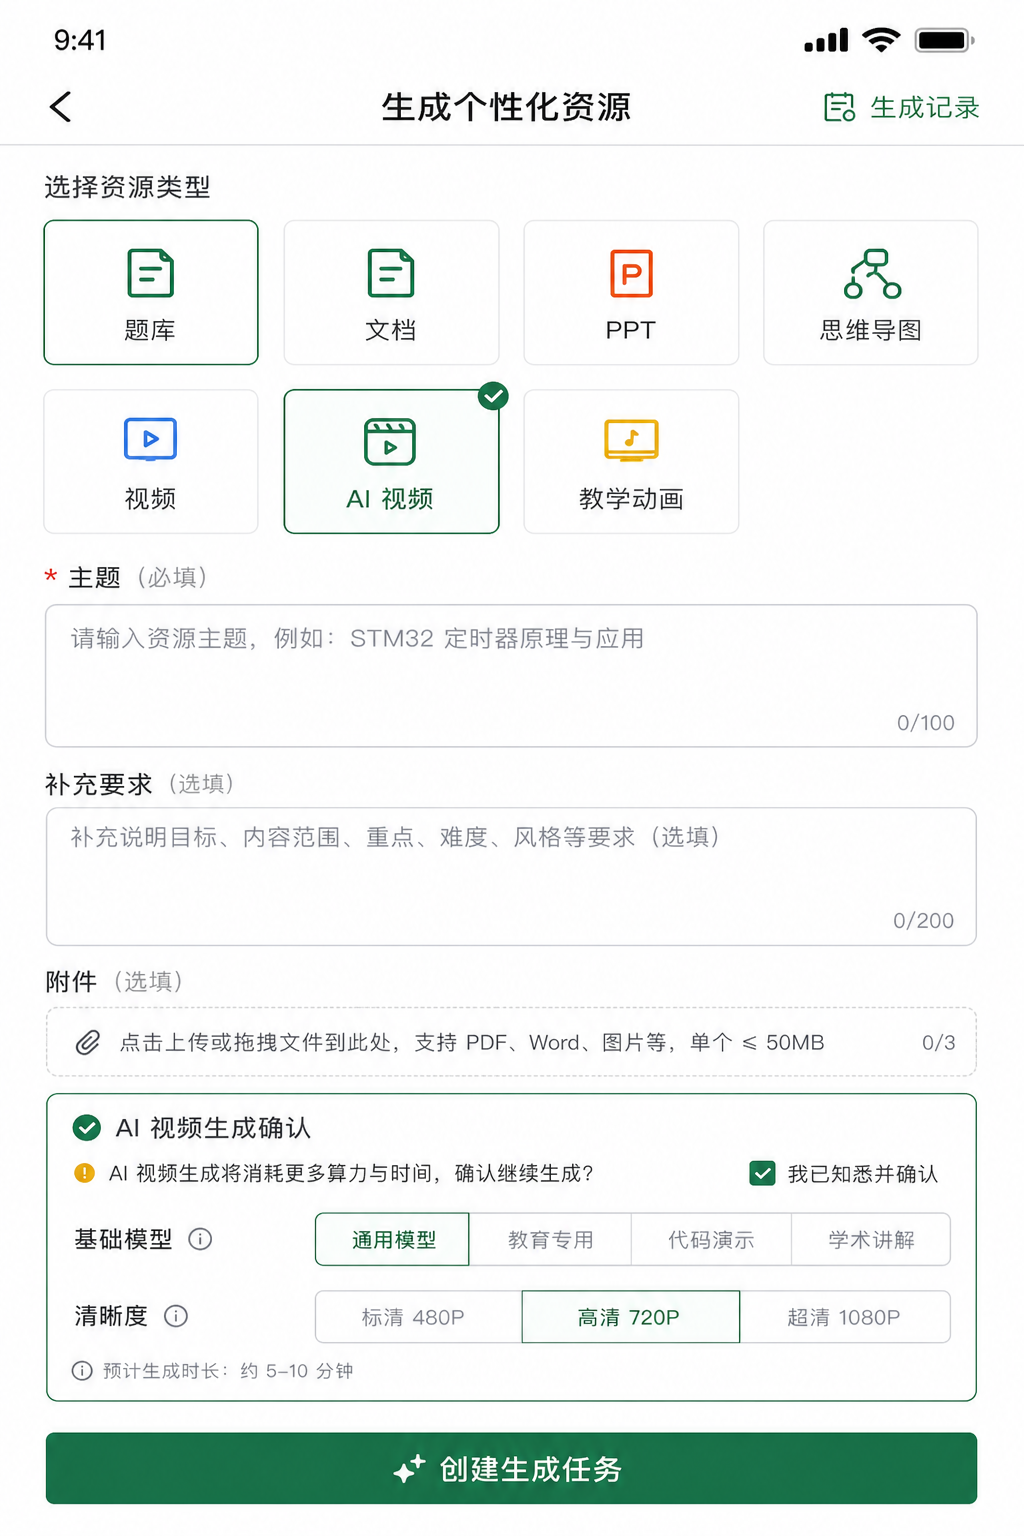 9:41
生成个性化资源
生成记录
选择资源类型
题库
文档
P
PPT
思维导图
视频
AI 视频
教学动画
* 主题（必填）
请输入资源主题，例如：STM32 定时器原理与应用
0/100
补充要求（选填）
补充说明目标、内容范围、重点、难度、风格等要求（选填）
0/200
附件（选填）
点击上传或拖拽文件到此处，支持 PDF、Word、图片等，单个 ≤ 50MB
0/3
AI 视频生成确认
AI 视频生成将消耗更多算力与时间，确认继续生成？
我已知悉并确认
基础模型
通用模型
教育专用
代码演示
学术讲解
清晰度
标清 480P
高清 720P
超清 1080P
预计生成时长：约 5–10 分钟
创建生成任务